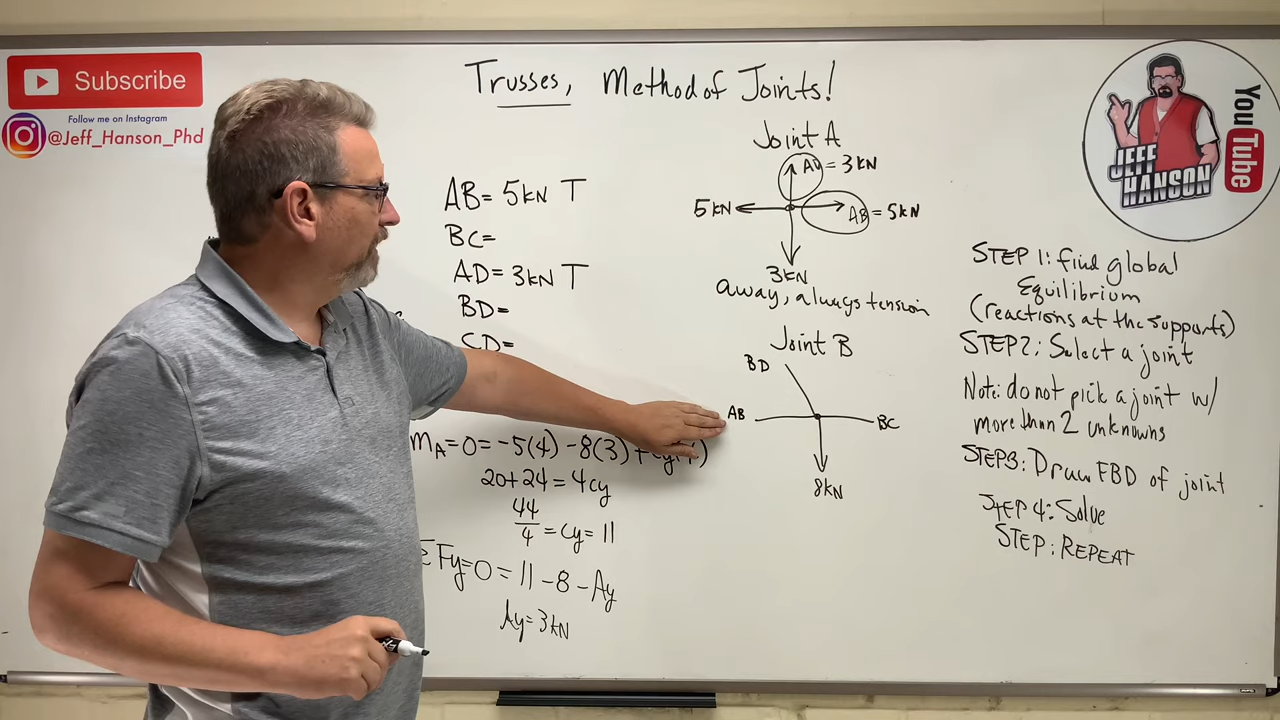 Subscribe
Follow me on Instagram
@Jeff_Hanson_Phd
Trusses, Method of Joints!
JEFF HANSON
YouTube
AB= 5kN T
BC=
AD= 3kN T
BD=
CD=
MA=0= -5(4) -8(3) +
20+24 = 4cy
44/4 = Cy= 11
Σ Fy=0= 11 -8 - Ay
Ay= 3kN
Joint A
AD = 3kN
5kN
AB = 5kN
3kN
away, always tension
Joint B
BD
AB
BC
8kN
STEP 1: find global
Equilibrium
(reactions at the supports)
STEP2: Select a joint
Note: do not pick a joint w/
more than 2 unknowns
STEP3: Draw FBD of joint
STEP 4: Solve
STEP: REPEAT